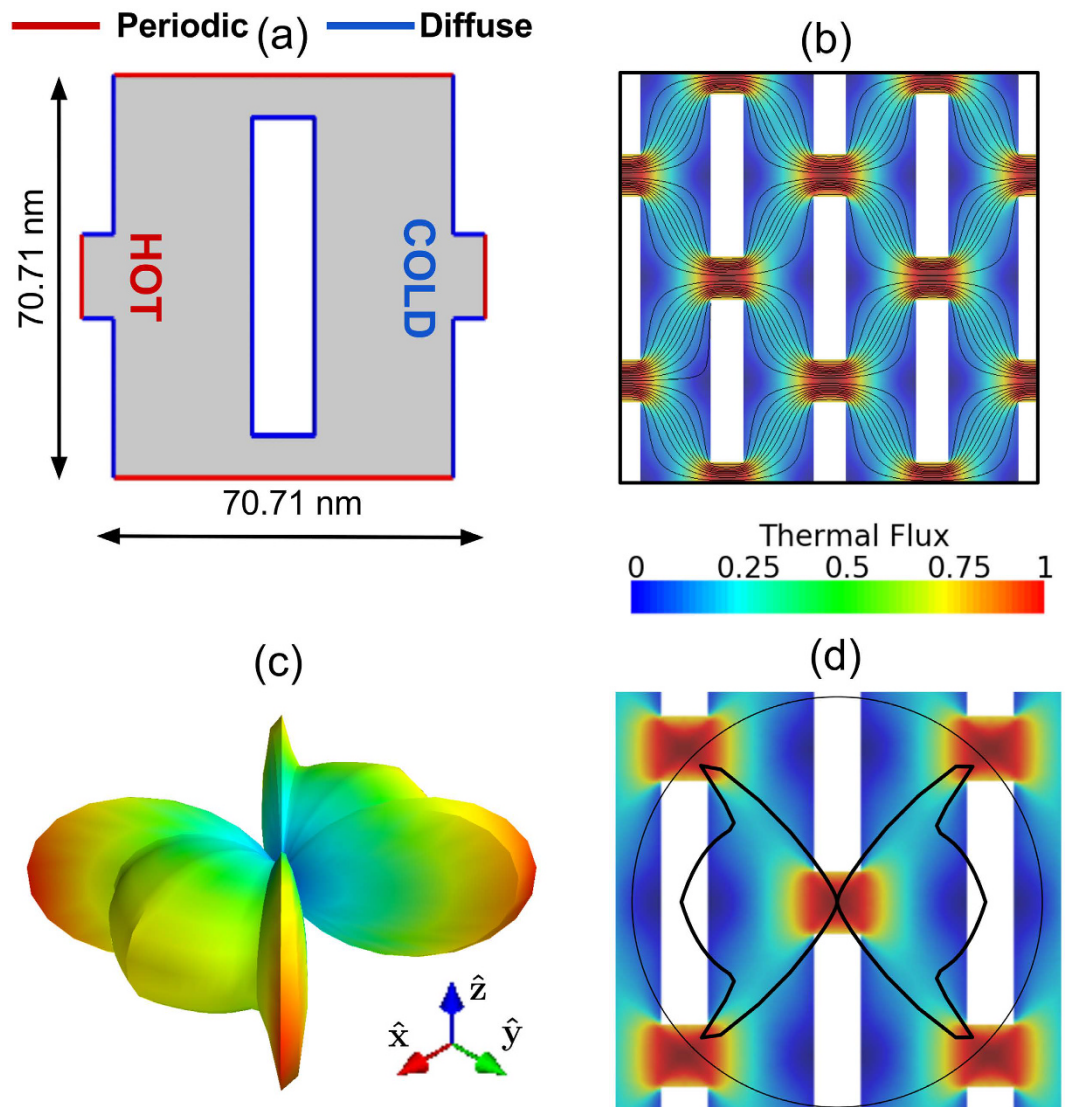 Periodic (a) Diffuse
(b)
70.71 nm
HOT
COLD
70.71 nm
Thermal Flux
0 0.25 0.5 0.75 1
(c)
(d)
ẑ
x̂
ŷ